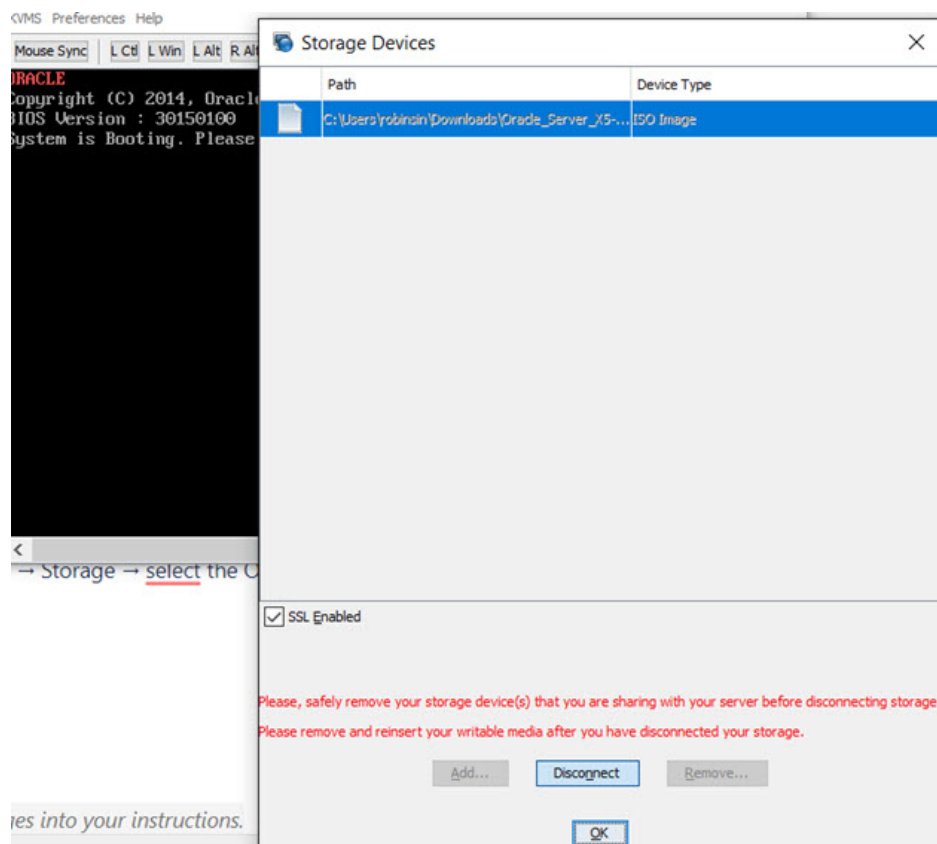 KVMS Preferences Help
Mouse Sync L Ctl L Win L Alt R Alt
ORACLE
Copyright (C) 2014, Oracle
BIOS Version : 30150100
System is Booting. Please
→ Storage → select the O
ges into your instructions.
Storage Devices
Path Device Type
C:\Users\robinsin\Downloads\Oracle_Server_X5-... ISO Image
SSL Enabled
Please, safely remove your storage device(s) that you are sharing with your server before disconnecting storage
Please remove and reinsert your writable media after you have disconnected your storage.
Add... Disconnect Remove...
OK